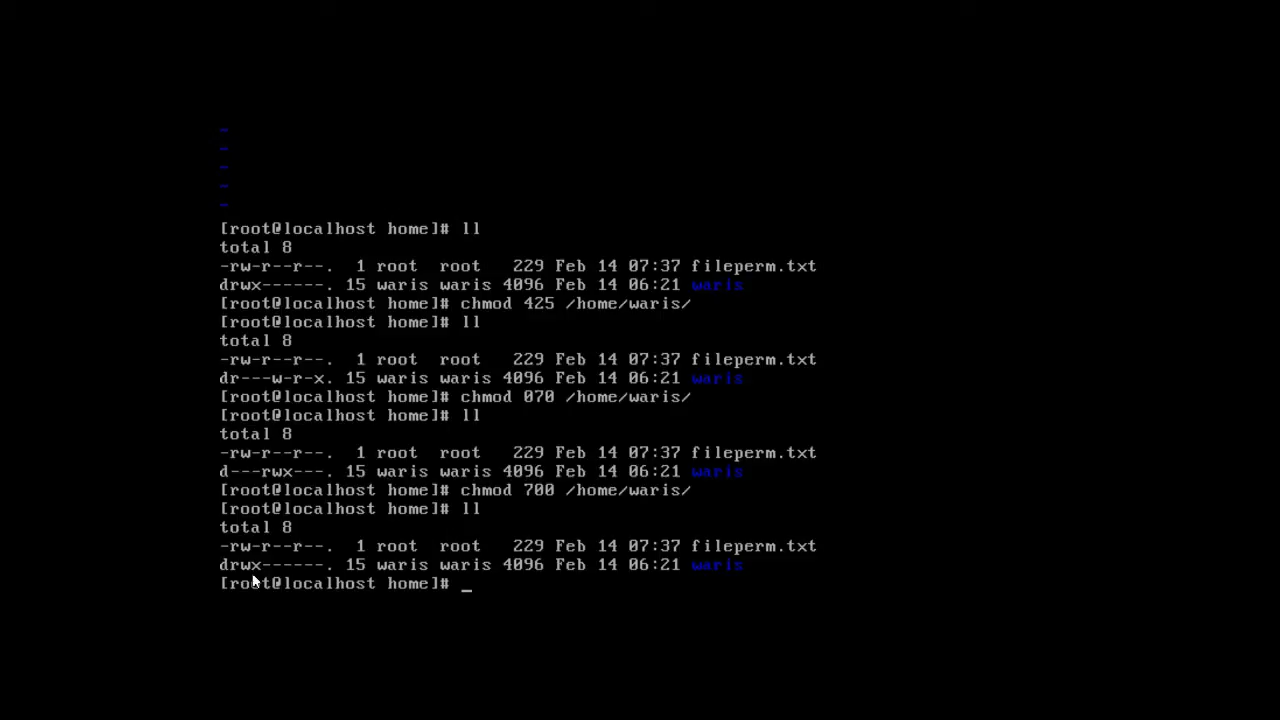 ~
~
~
~
~
[root@localhost home]# ll
total 8
-rw-r--r--. 1 root root 229 Feb 14 07:37 fileperm.txt
drwx------. 15 waris waris 4096 Feb 14 06:21 waris
[root@localhost home]# chmod 425 /home/waris/
[root@localhost home]# ll
total 8
-rw-r--r--. 1 root root 229 Feb 14 07:37 fileperm.txt
dr---w-r-x. 15 waris waris 4096 Feb 14 06:21 waris
[root@localhost home]# chmod 070 /home/waris/
[root@localhost home]# ll
total 8
-rw-r--r--. 1 root root 229 Feb 14 07:37 fileperm.txt
d---rwx---. 15 waris waris 4096 Feb 14 06:21 waris
[root@localhost home]# chmod 700 /home/waris/
[root@localhost home]# ll
total 8
-rw-r--r--. 1 root root 229 Feb 14 07:37 fileperm.txt
drwx------. 15 waris waris 4096 Feb 14 06:21 waris
[root@localhost home]# _